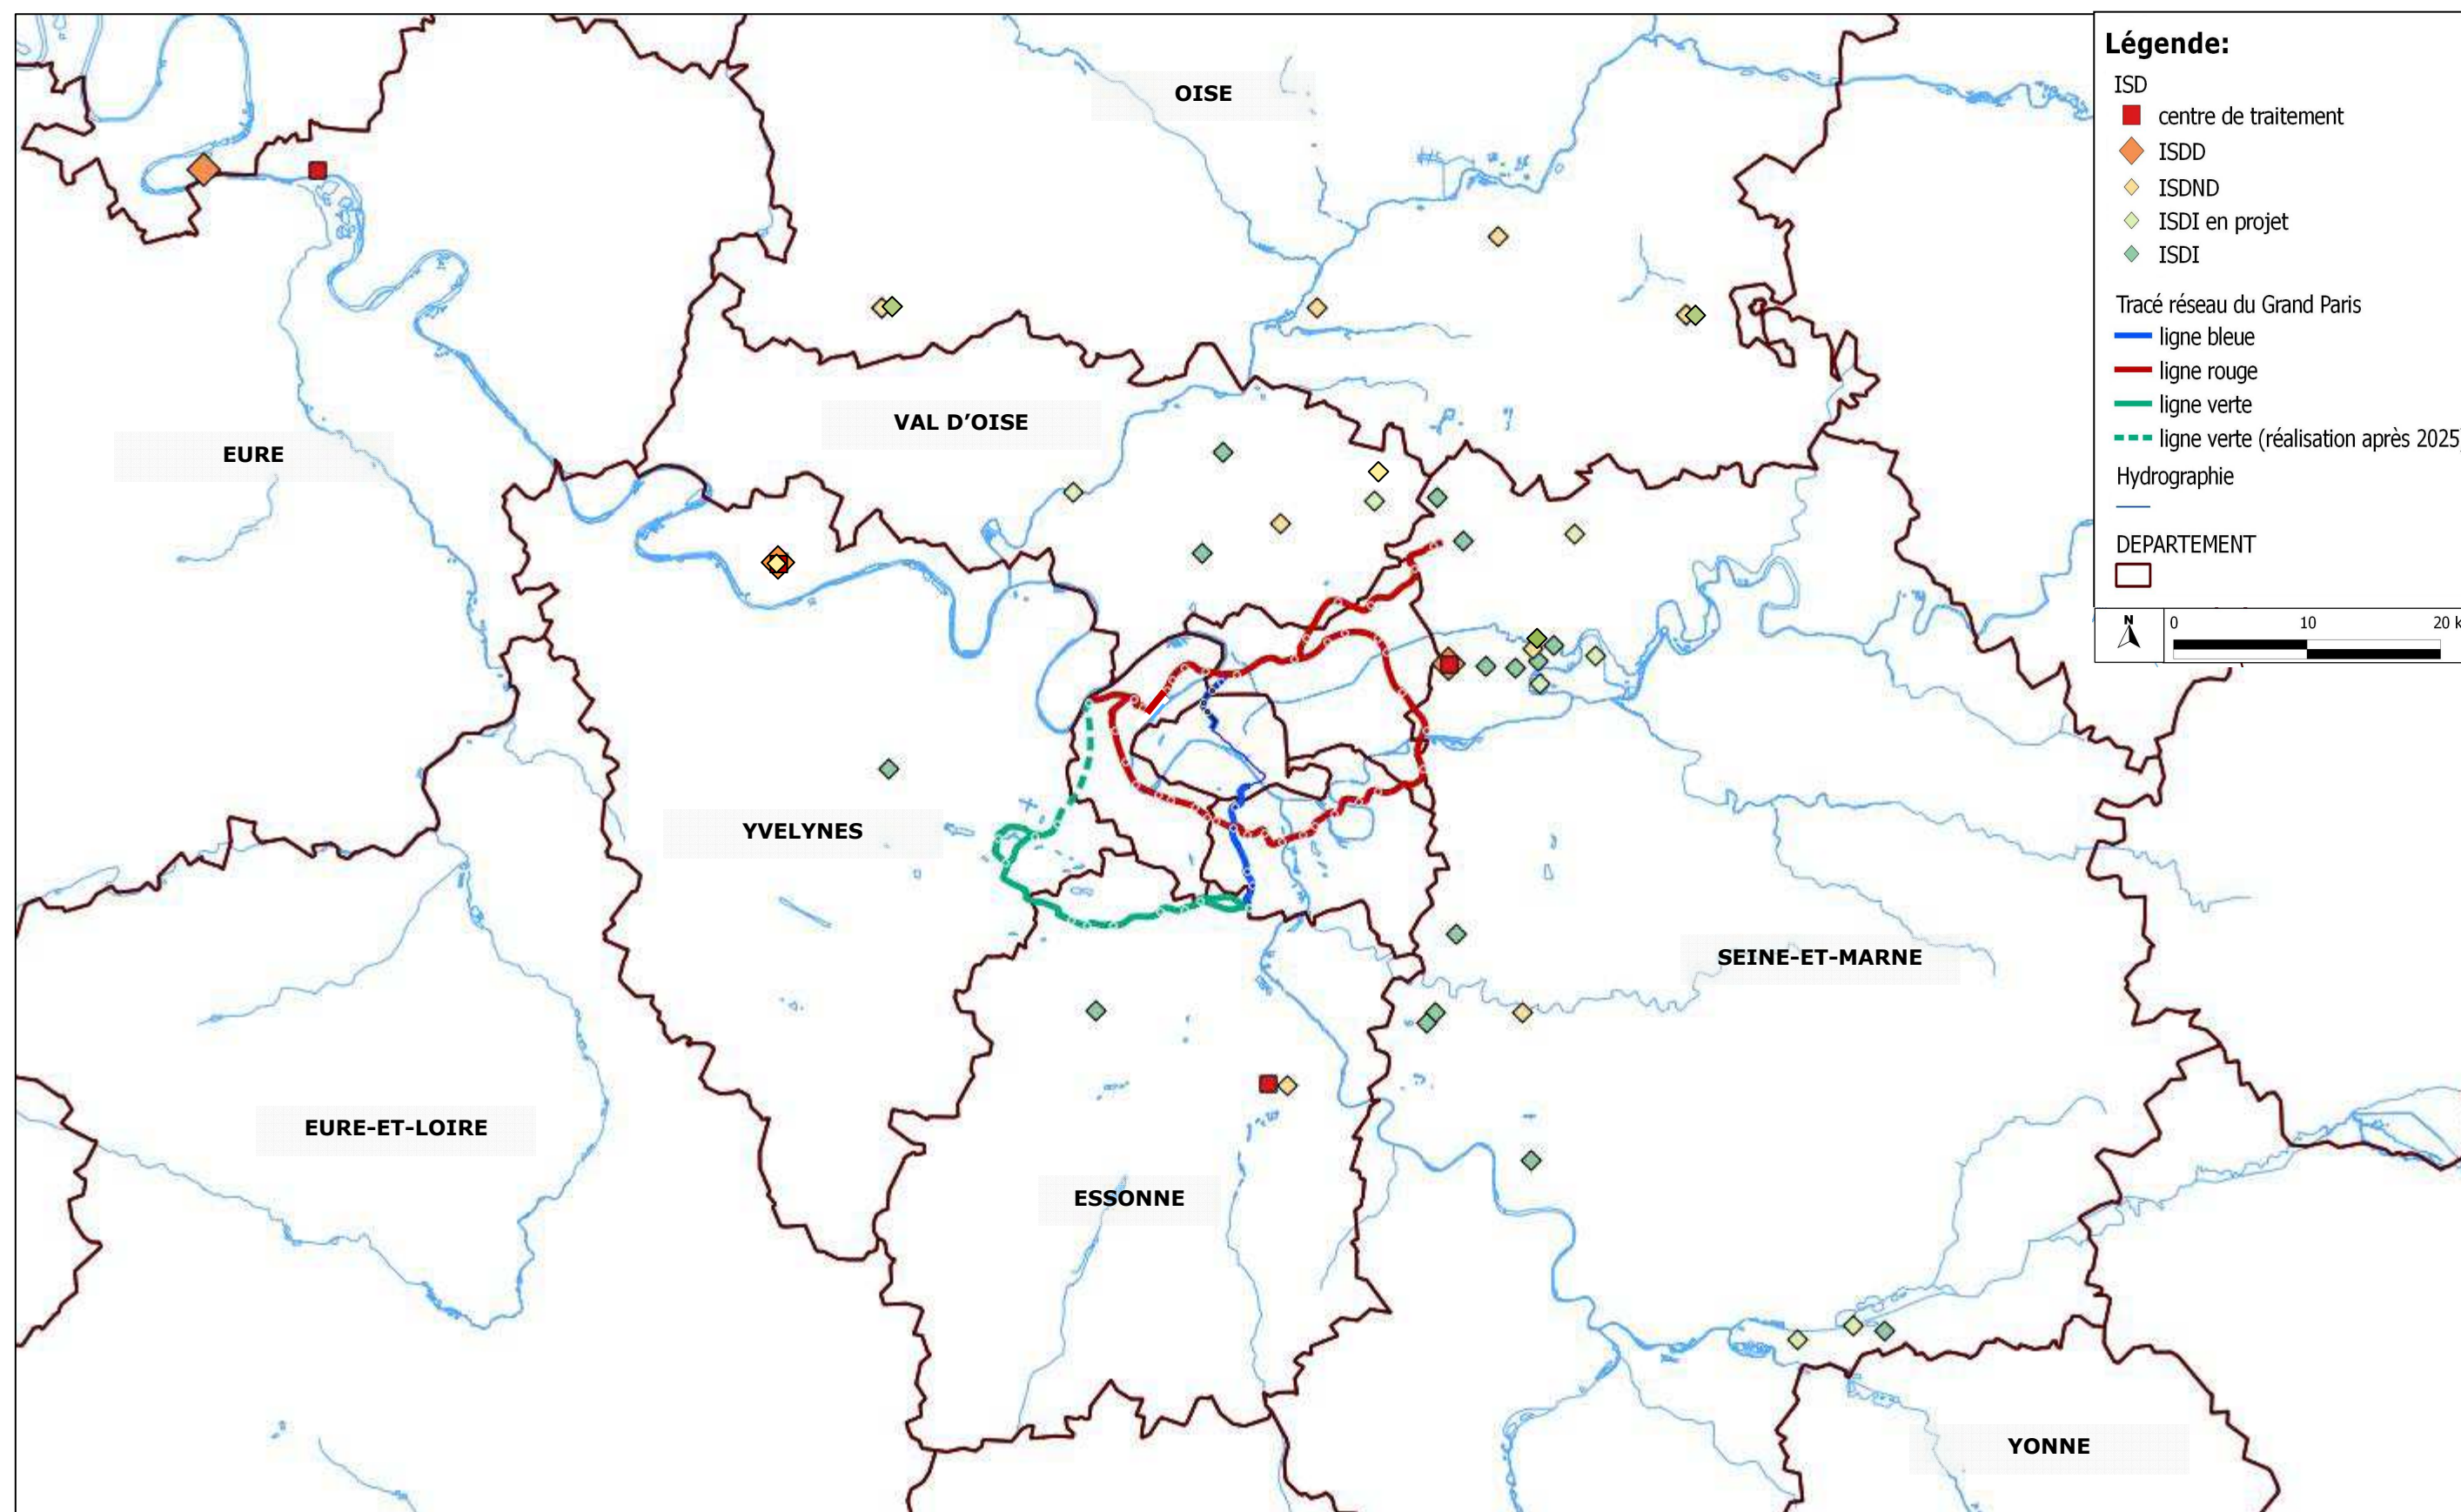 OISE
VAL D’OISE
EURE
YVELYNES
SEINE-ET-MARNE
EURE-ET-LOIRE
ESSONNE
YONNE
Légende:
ISD
centre de traitement
ISDD
ISDND
ISDI en projet
ISDI
Tracé réseau du Grand Paris
ligne bleue
ligne rouge
ligne verte
ligne verte (réalisation après 2025
Hydrographie
DEPARTEMENT
N
0 10 20 k